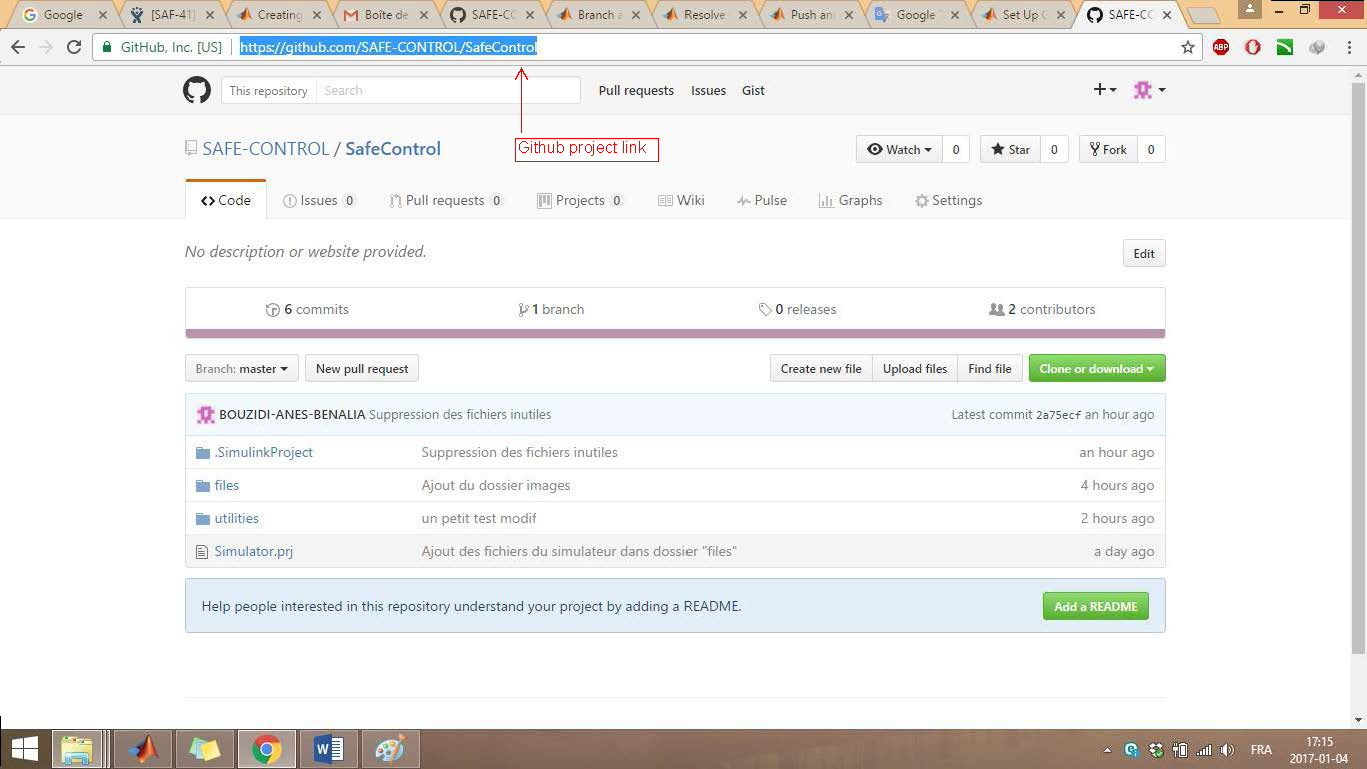 Google [SAF-41] Creating Boîte de SAFE-CO Branch a Resolve Push an Google Set Up SAFE-CO
GitHub, Inc. [US] https://github.com/SAFE-CONTROL/SafeControl ABP
This repository Search Pull requests Issues Gist
Github project link
SAFE-CONTROL / SafeControl Watch 0 Star 0 Fork 0
Code Issues 0 Pull requests 0 Projects 0 Wiki Pulse Graphs Settings
No description or website provided. Edit
6 commits 1 branch 0 releases 2 contributors
Branch: master New pull request Create new file Upload files Find file Clone or download
BOUZIDI-ANES-BENALIA Suppression des fichiers inutiles Latest commit 2a75ecf an hour ago
.SimulinkProject Suppression des fichiers inutiles an hour ago
files Ajout du dossier images 4 hours ago
utilities un petit test modif 2 hours ago
Simulator.prj Ajout des fichiers du simulateur dans dossier "files" a day ago
Help people interested in this repository understand your project by adding a README. Add a README
FRA 17:15
2017-01-04